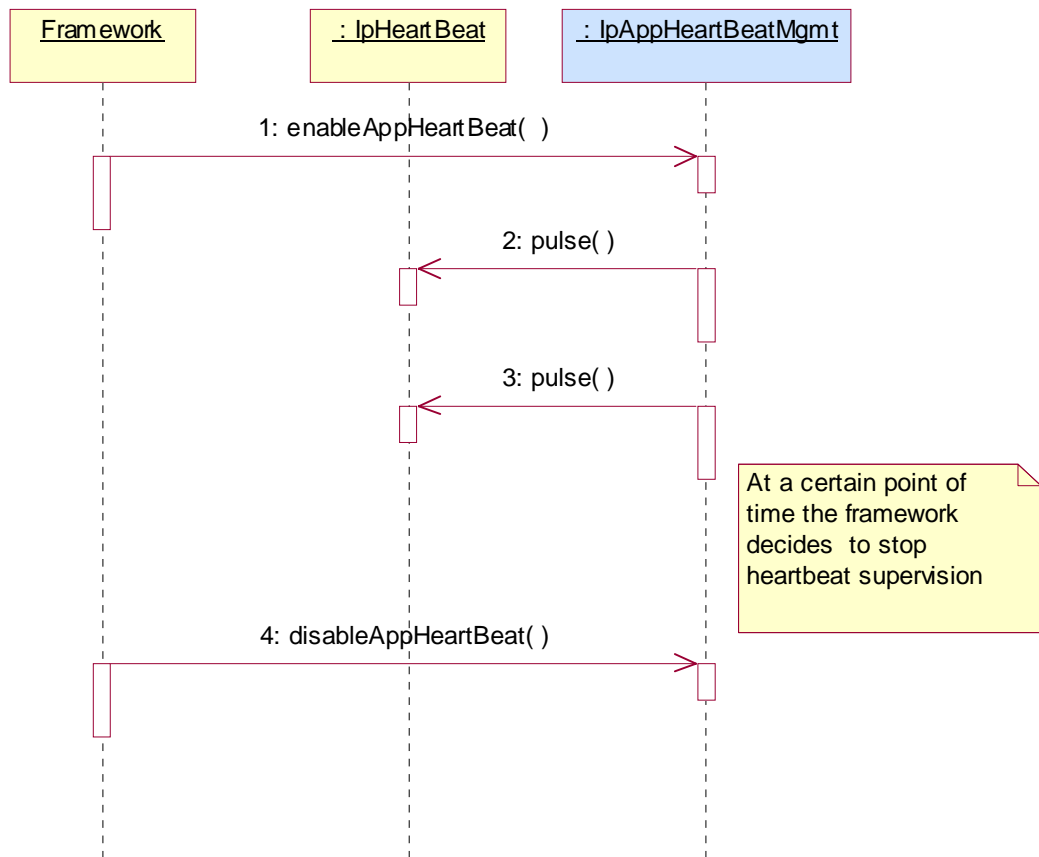 Framework
: IpHeartBeat
: IpAppHeartBeatMgmt
1: enableAppHeartBeat( )
2: pulse( )
3: pulse( )
At a certain point of
time the framework
decides to stop
heartbeat supervision
4: disableAppHeartBeat( )